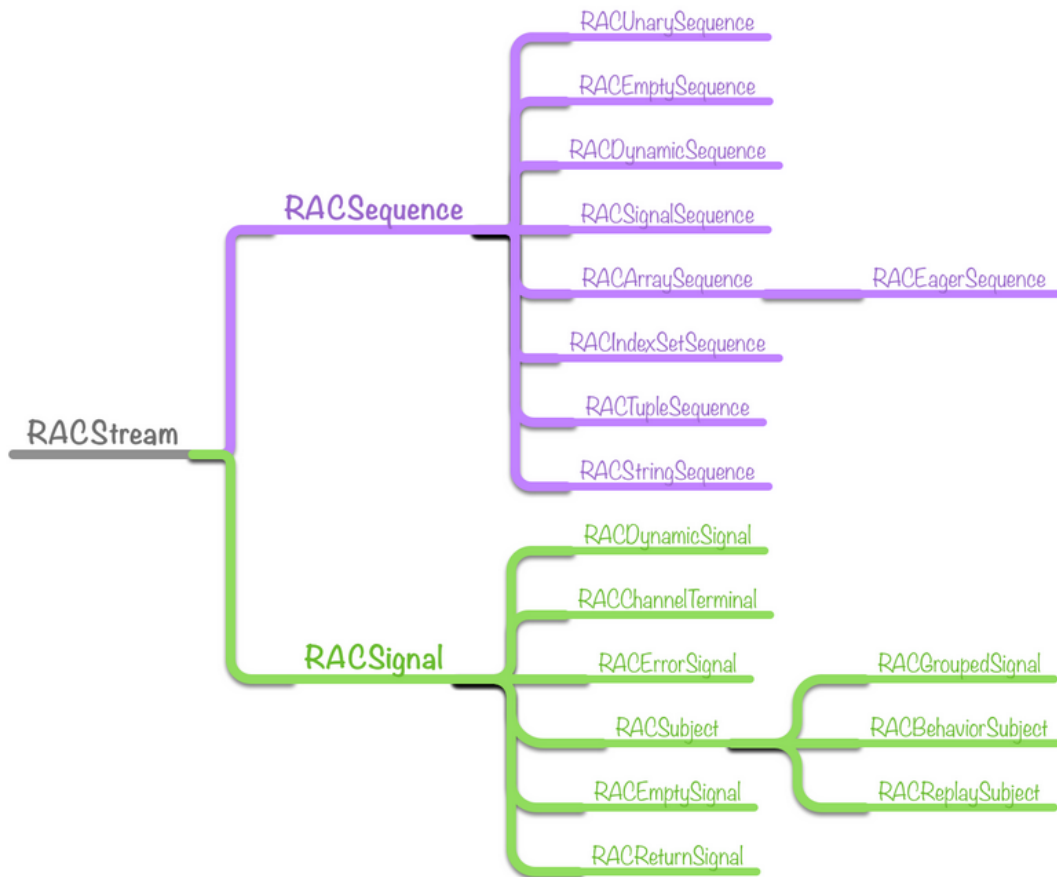 RACStream
RACSequence
RACUnarySequence
RACEmptySequence
RACDynamicSequence
RACSignalSequence
RACArraySequence
RACEagerSequence
RACIndexSetSequence
RACTupleSequence
RACStringSequence
RACSignal
RACDynamicSignal
RACChannelTerminal
RACErrorSignal
RACSubject
RACGroupedSignal
RACBehaviorSubject
RACReplaySubject
RACEmptySignal
RACReturnSignal